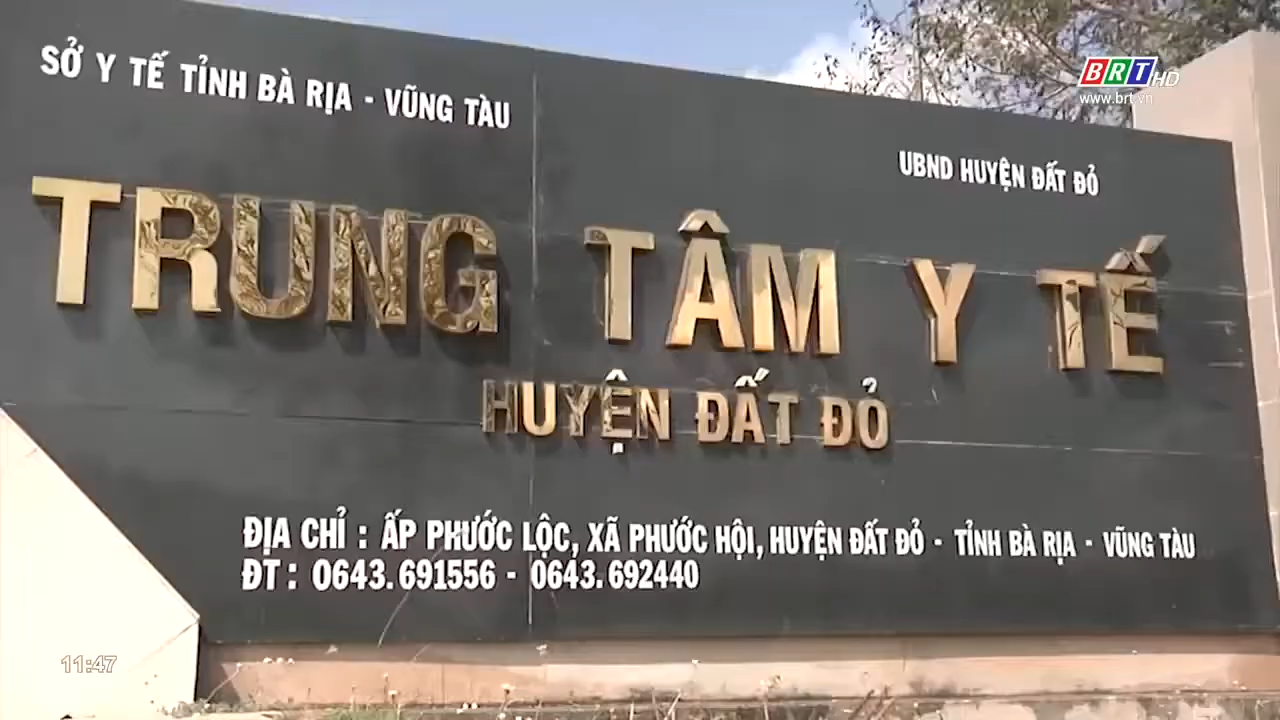 SỞ Y TẾ TỈNH BÀ RỊA - VŨNG TÀU
BRT HD
www.brt.vn
UBND HUYỆN ĐẤT ĐỎ
TRUNG TÂM Y TẾ
HUYỆN ĐẤT ĐỎ
ĐỊA CHỈ : ẤP PHƯỚC LỘC, XÃ PHƯỚC HỘI, HUYỆN ĐẤT ĐỎ - TỈNH BÀ RỊA - VŨNG TÀU
ĐT : 0643.691556 - 0643.692440
11:47